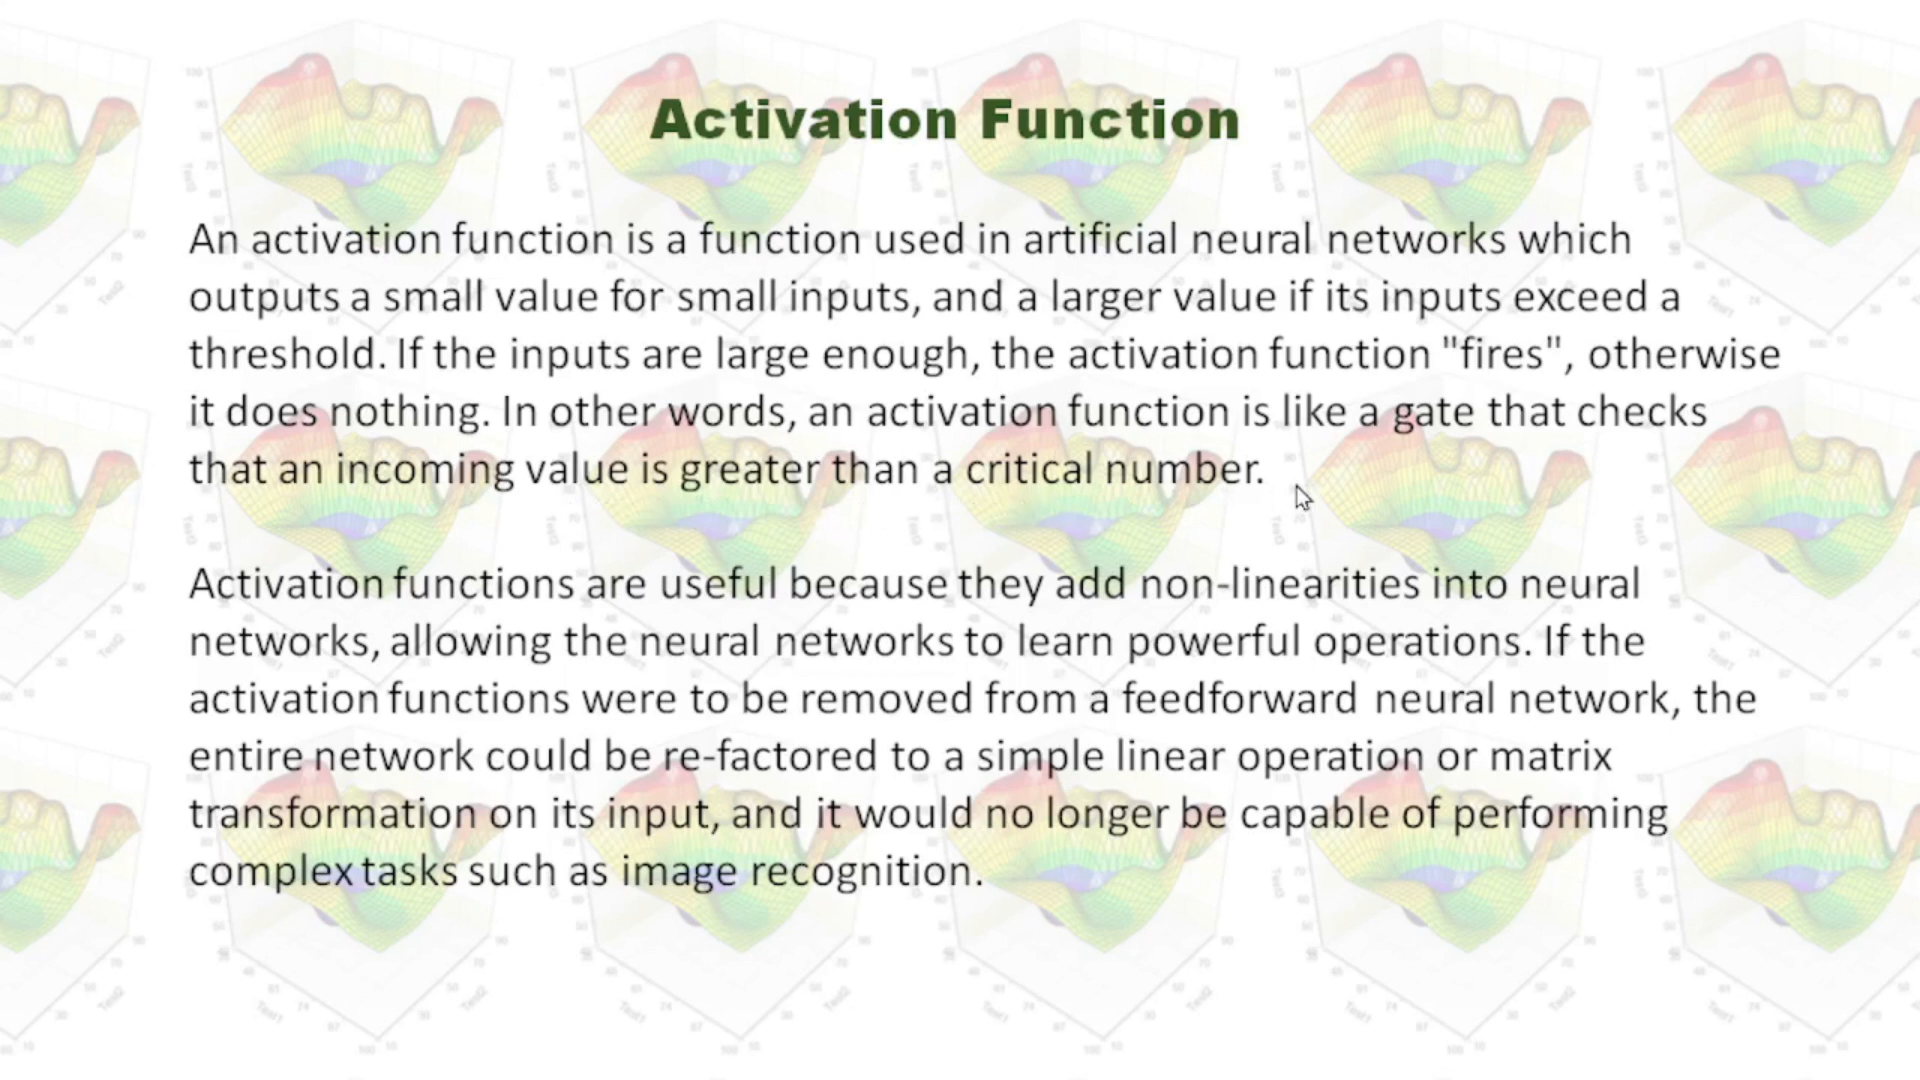 Activation Function
An activation function is a function used in artificial neural networks which
outputs a small value for small inputs, and a larger value if its inputs exceed a
threshold. If the inputs are large enough, the activation function "fires", otherwise
it does nothing. In other words, an activation function is like a gate that checks
that an incoming value is greater than a critical number.
Activation functions are useful because they add non-linearities into neural
networks, allowing the neural networks to learn powerful operations. If the
activation functions were to be removed from a feedforward neural network, the
entire network could be re-factored to a simple linear operation or matrix
transformation on its input, and it would no longer be capable of performing
complex tasks such as image recognition.